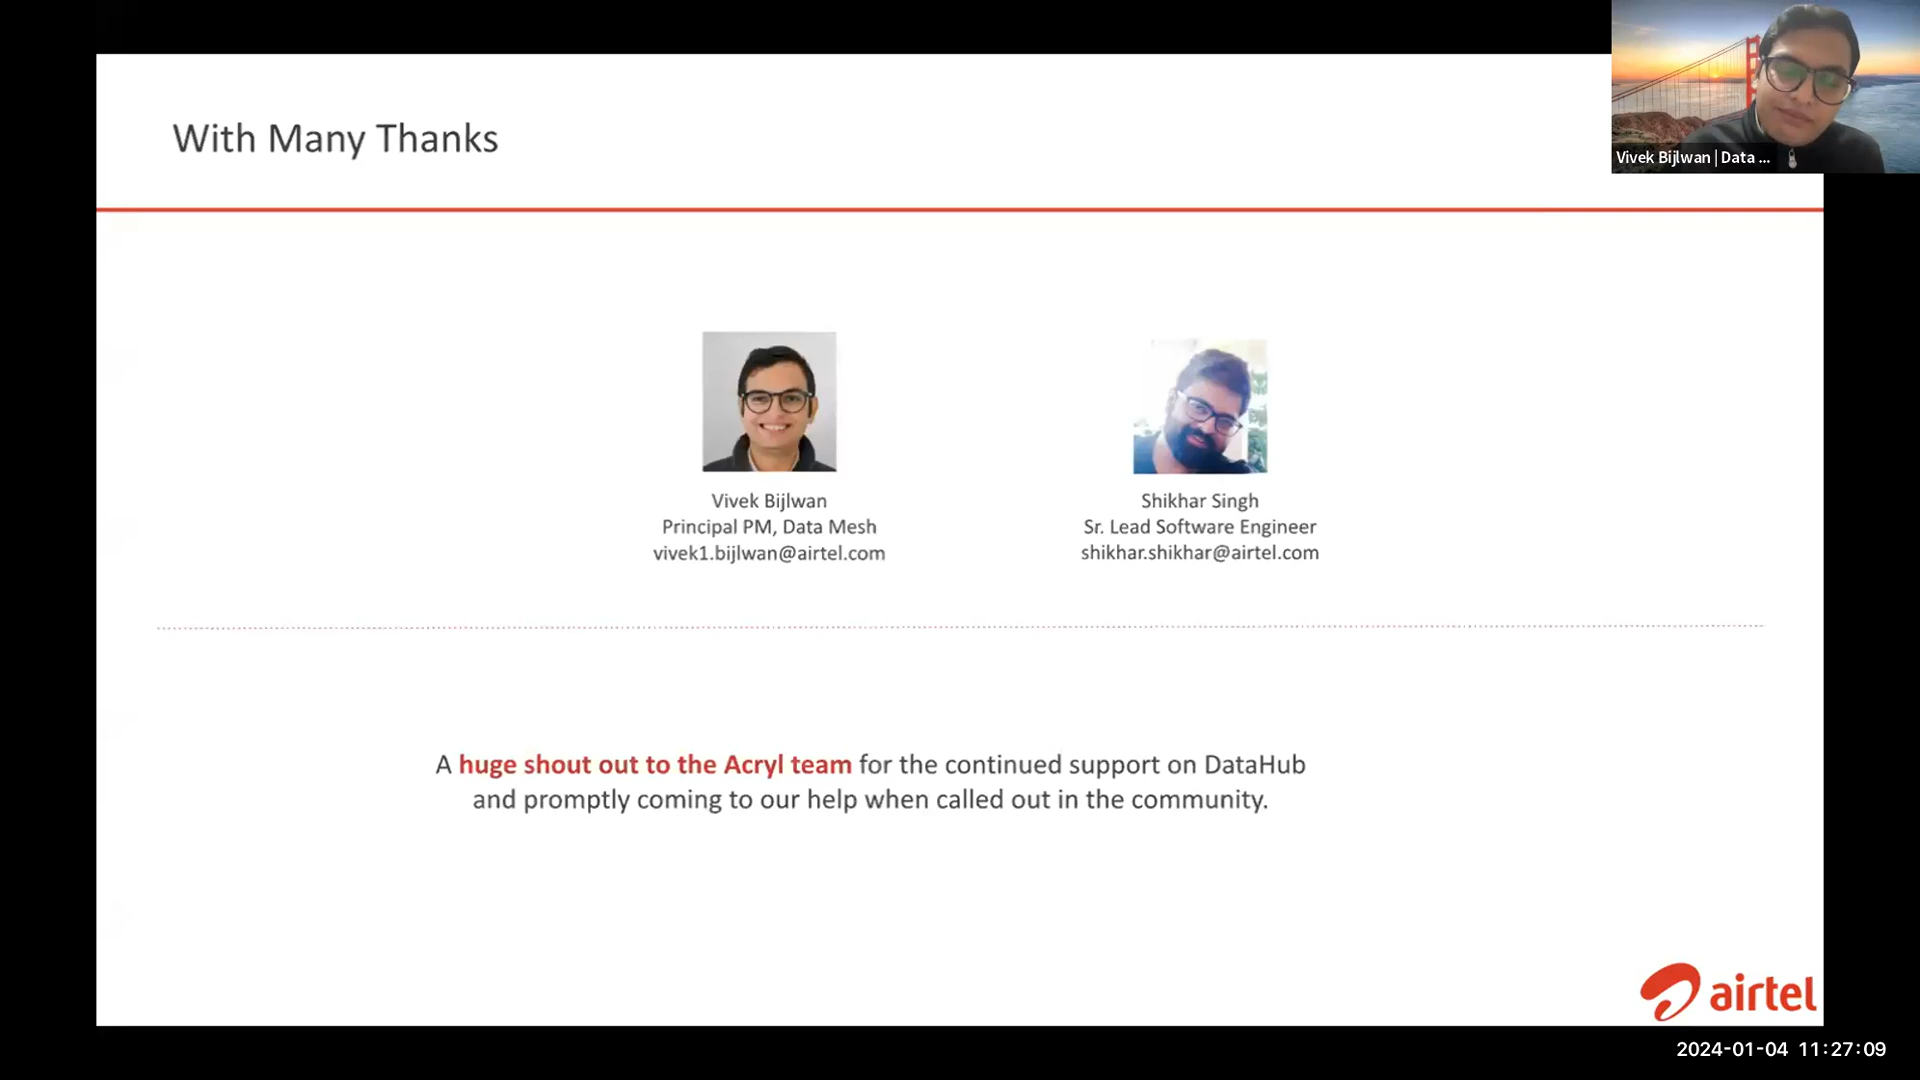 With Many Thanks
Vivek Bijlwan | Data ...
Vivek Bijlwan
Principal PM, Data Mesh
vivek1.bijlwan@airtel.com
Shikhar Singh
Sr. Lead Software Engineer
shikhar.shikhar@airtel.com
A huge shout out to the Acryl team for the continued support on DataHub
and promptly coming to our help when called out in the community.
airtel
2024-01-04 11:27:09